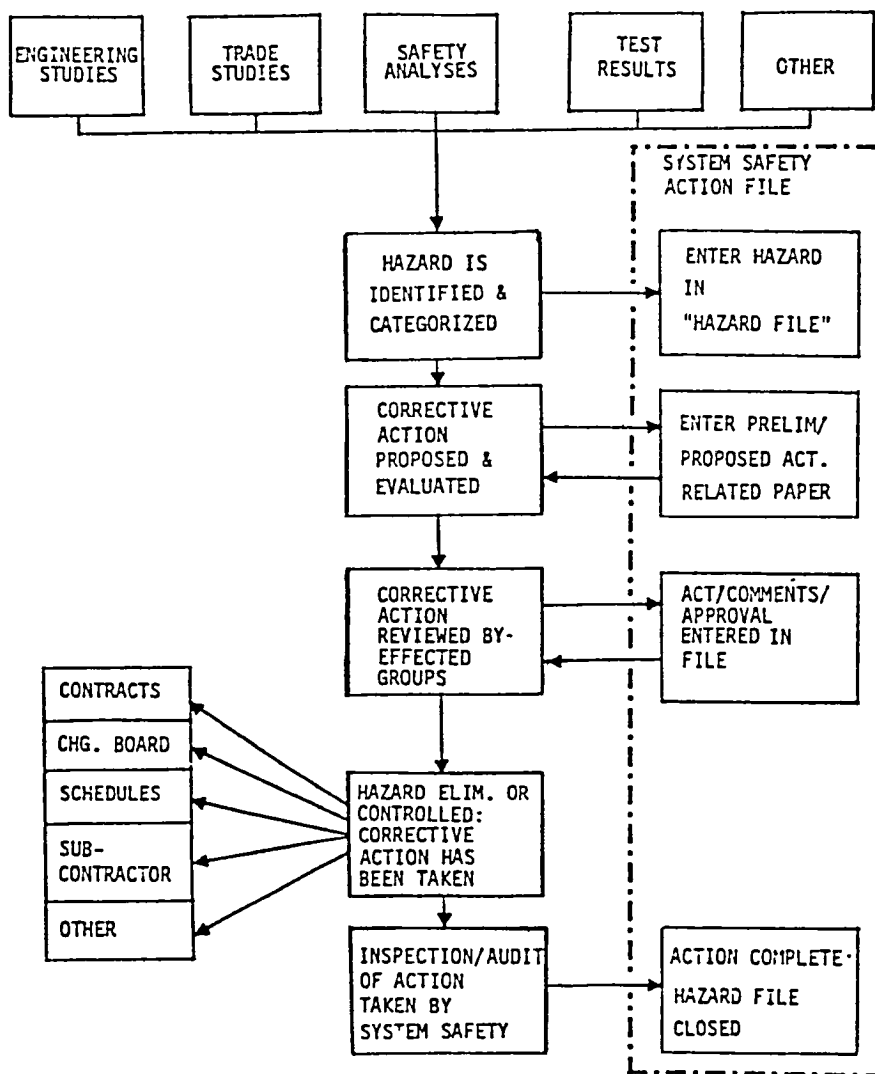 ENGINEERING
STUDIES
TRADE
STUDIES
SAFETY
ANALYSES
TEST
RESULTS
OTHER
SYSTEM SAFETY
ACTION FILE
HAZARD IS
IDENTIFIED &
CATEGORIZED
ENTER HAZARD
IN
"HAZARD FILE"
CORRECTIVE
ACTION
PROPOSED &
EVALUATED
ENTER PRELIM/
PROPOSED ACT.
RELATED PAPER
CORRECTIVE
ACTION
REVIEWED BY-
EFFECTED
GROUPS
ACT/COMMENTS/
APPROVAL
ENTERED IN
FILE
CONTRACTS
CHG. BOARD
SCHEDULES
SUB-
CONTRACTOR
OTHER
HAZARD ELIM. OR
CONTROLLED:
CORRECTIVE
ACTION HAS
BEEN TAKEN
INSPECTION/AUDIT
OF ACTION
TAKEN BY
SYSTEM SAFETY
ACTION COMPLETE·
HAZARD FILE
CLOSED